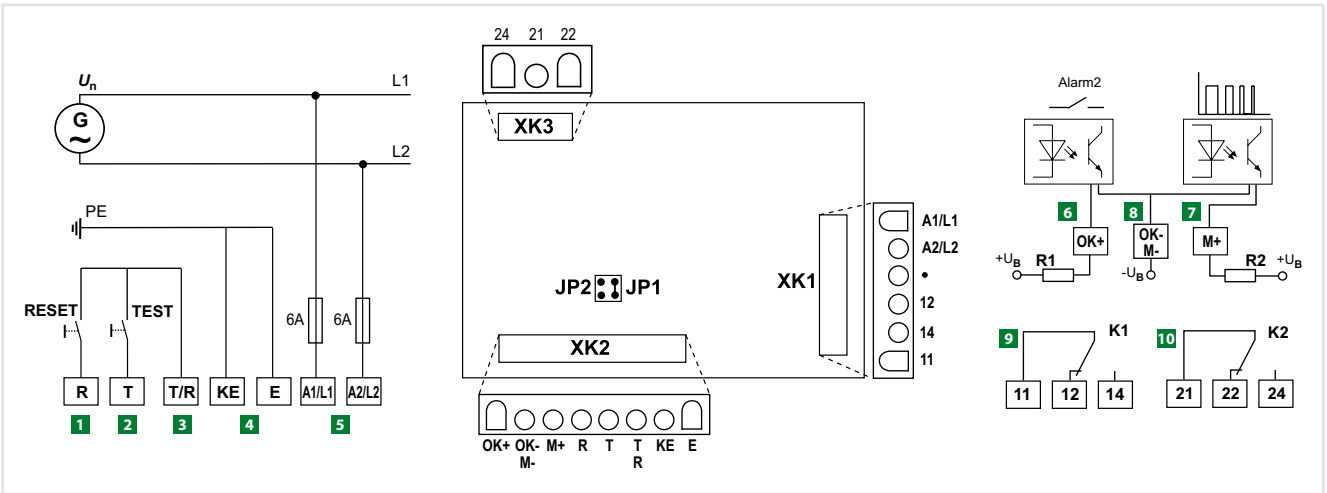 24 21 22
Un
L1
G
~
L2
PE
RESET
TEST
6A 6A
R T T/R KE E A1/L1 A2/L2
1 2 3 4 5
XK3
JP2 JP1
XK1
XK2
A1/L1
A2/L2
•
12
14
11
OK+ OK- M+ R T T KE E
M- R
Alarm2
6 8 7
OK+ OK- M+
M-
+UB R1 -UB R2 +UB
9 K1 10 K2
11 12 14 21 22 24